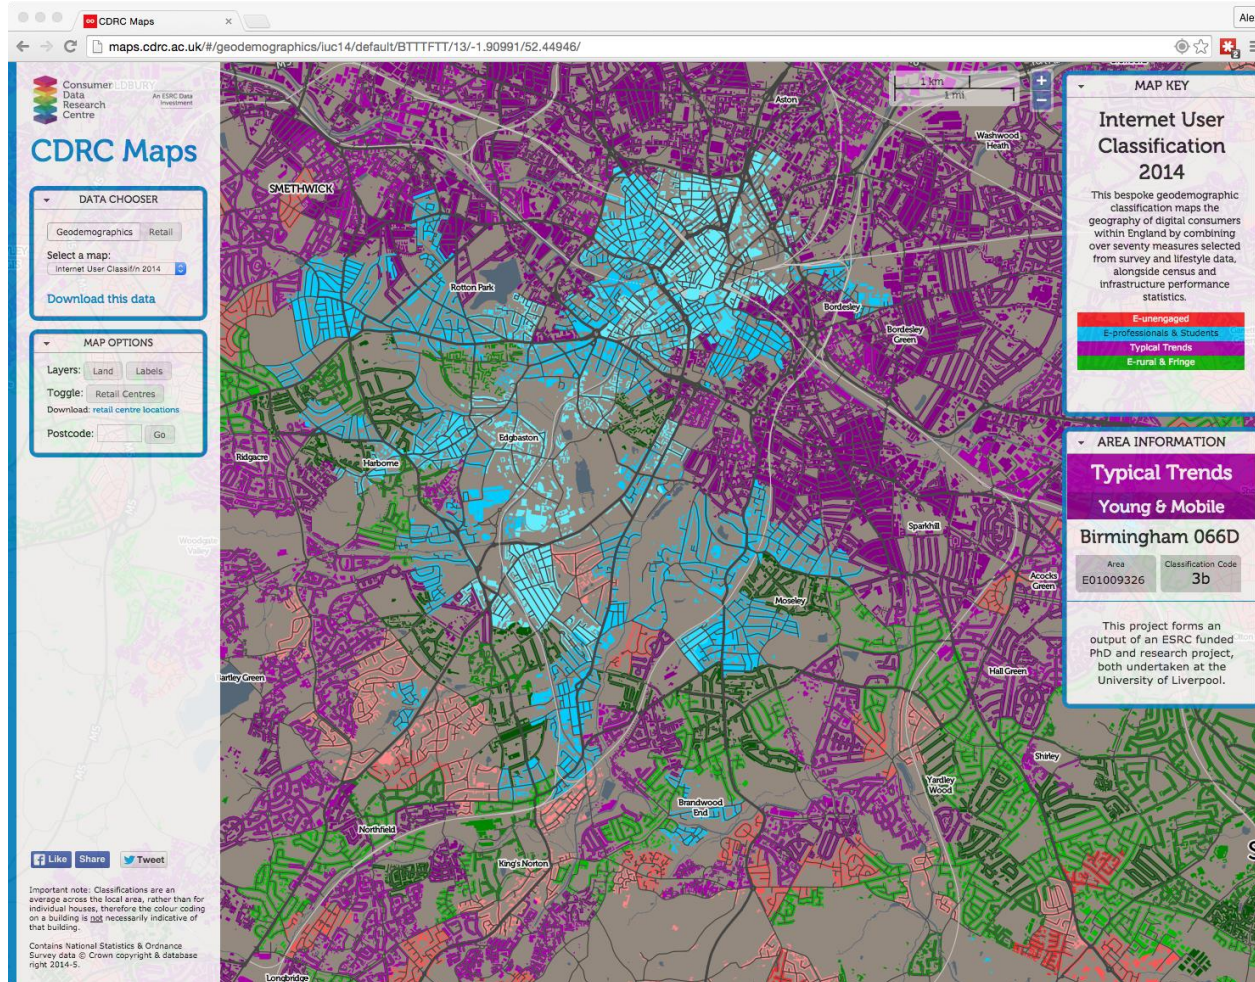 CDRC Maps
Ale
maps.cdrc.ac.uk/#/geodemographics/iuc14/default/BTTTFTT/13/-1.90991/52.44946/
2
Consumer
Data
Research
Centre
An ESRC Data
Investment
CDRC Maps
DATA CHOOSER
Geodemographics Retail
Select a map:
Internet User Classif/n 2014
Download this data
MAP OPTIONS
Layers: Land Labels
Toggle: Retail Centres
Download: retail centre locations
Postcode: Go
Woodgate
Valley
M5
M5
Like Share Tweet
Important note: Classifications are an
average across the local area, rather than for
individual houses, therefore the colour coding
on a building is not necessarily indicative of
that building.
Contains National Statistics & Ordnance
Survey data © Crown copyright & database
right 2014-5.
1 km
1 mi
+
−
Aston
Washwood
Heath
SMETHWICK
Rotton Park
Bordesley
Bordesley
Green
Edgbaston
Ridgacre
Harborne
Sparkhill
Acocks
Green
Moseley
Hall Green
Bartley Green
Shirley
Yardley
Wood
Brandwood
End
Northfield
King's Norton
Longbridge
MAP KEY
Internet User
Classification
2014
This bespoke geodemographic
classification maps the
geography of digital consumers
within England by combining
over seventy measures selected
from survey and lifestyle data,
alongside census and
infrastructure performance
statistics.
E-unengaged
E-professionals & Students
Typical Trends
E-rural & Fringe
AREA INFORMATION
Typical Trends
Young & Mobile
Birmingham 066D
Area
E01009326
Classification Code
3b
This project forms an
output of an ESRC funded
PhD and research project,
both undertaken at the
University of Liverpool.